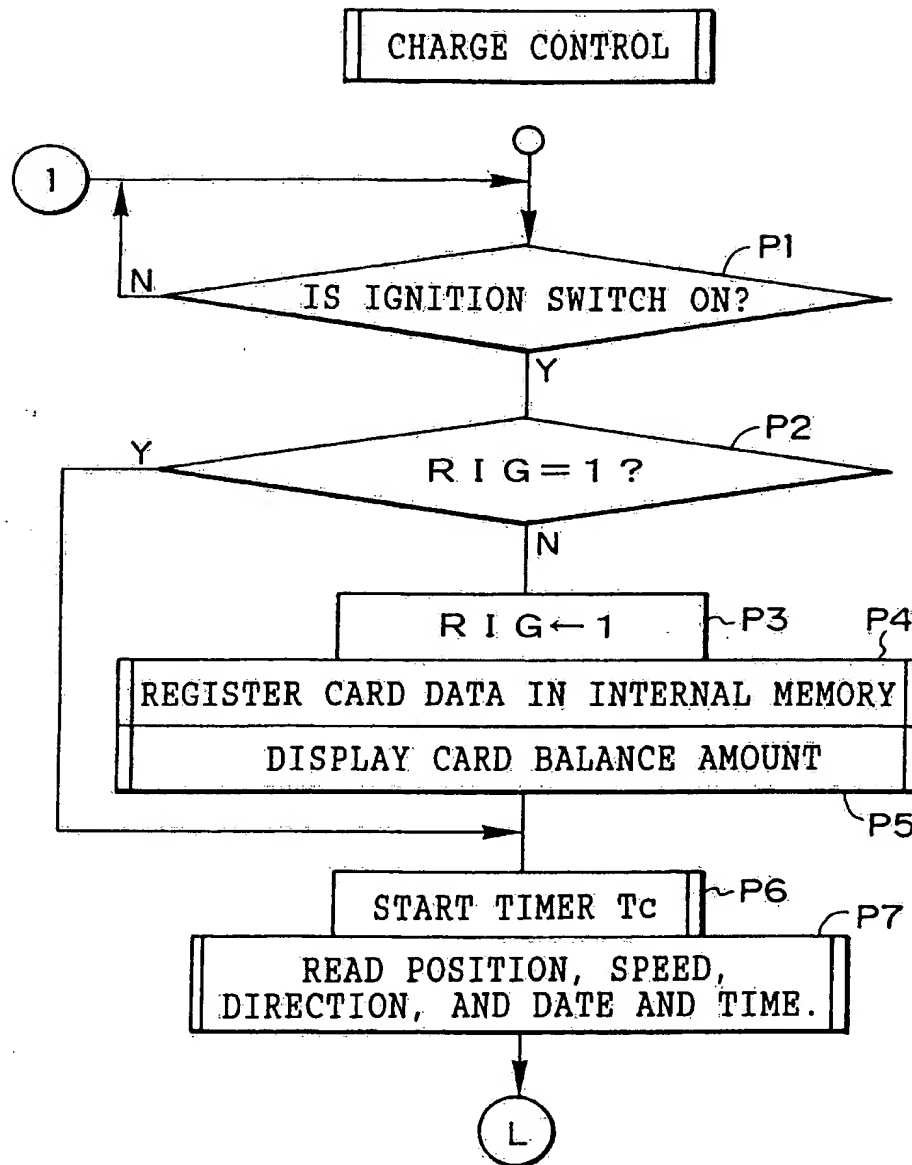 CHARGE CONTROL
1
P1
N
IS IGNITION SWITCH ON?
Y
P2
Y
RIG=1?
N
RIG←1
P3
P4
REGISTER CARD DATA IN INTERNAL MEMORY
DISPLAY CARD BALANCE AMOUNT
P5
START TIMER Tc
P6
P7
READ POSITION, SPEED,
DIRECTION, AND DATE AND TIME.
L